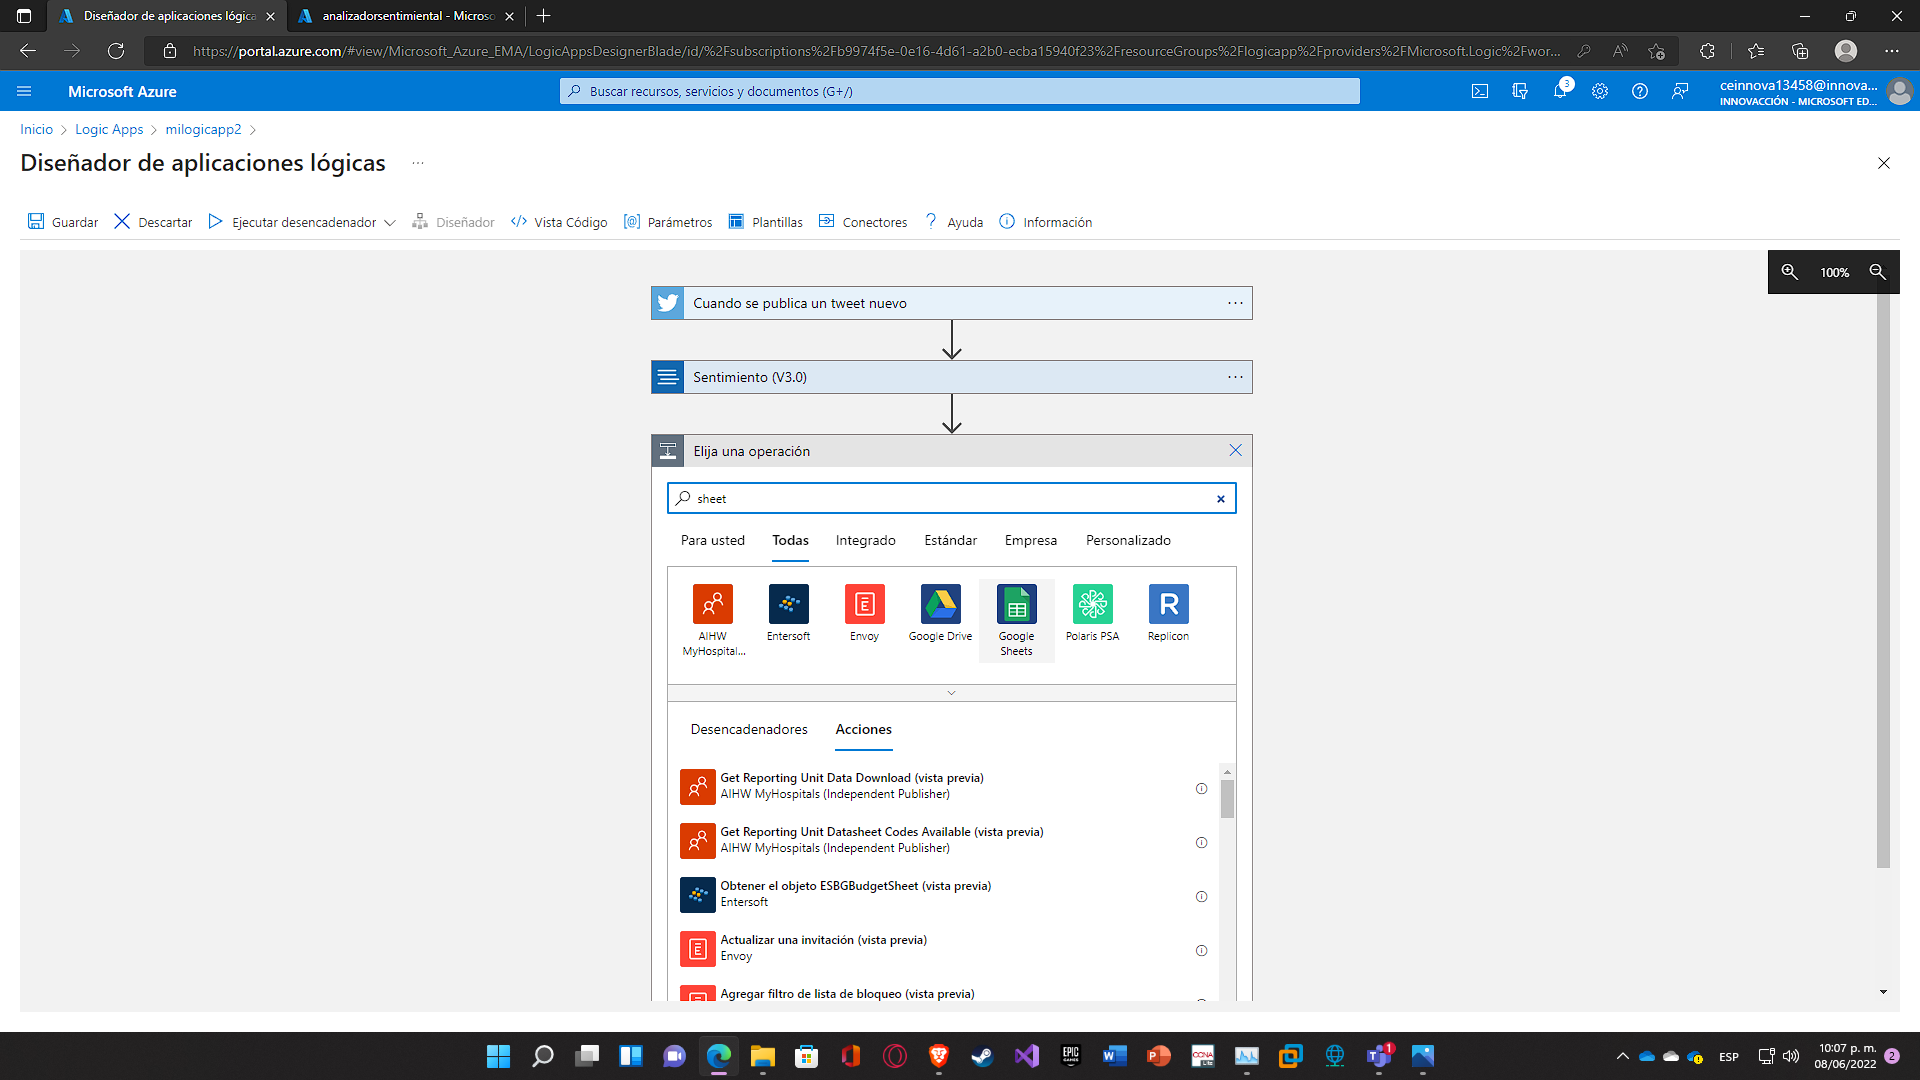 Diseñador de aplicaciones lógica
analizadorsentimiental - Microso
https://portal.azure.com/#view/Microsoft_Azure_EMA/LogicAppsDesignerBlade/id/%2Fsubscriptions%2Fb9974f5e-0e16-4d61-a2b0-ecba15940f23%2FresourceGroups%2Flogicapp%2Fproviders%2FMicrosoft.Logic%2Fwor...
Microsoft Azure
Buscar recursos, servicios y documentos (G+/)
3
ceinnova13458@innova...
INNOVACCIÓN - MICROSOFT ED...
Inicio > Logic Apps > milogicapp2 >
Diseñador de aplicaciones lógicas ...
Guardar Descartar Ejecutar desencadenador Diseñador Vista Código Parámetros Plantillas Conectores Ayuda Información
100%
Cuando se publica un tweet nuevo ...
Sentimiento (V3.0) ...
Elija una operación
sheet
Para usted Todas Integrado Estándar Empresa Personalizado
AIHW MyHospital...
Entersoft
Envoy
Google Drive
Google Sheets
Polaris PSA
R
Replicon
Desencadenadores Acciones
Get Reporting Unit Data Download (vista previa)
AIHW MyHospitals (Independent Publisher)
Get Reporting Unit Datasheet Codes Available (vista previa)
AIHW MyHospitals (Independent Publisher)
Obtener el objeto ESBGBudgetSheet (vista previa)
Entersoft
Actualizar una invitación (vista previa)
Envoy
Agregar filtro de lista de bloqueo (vista previa)
EPIC GAMES
CCNA
1
ESP
10:07 p. m.
08/06/2022
2